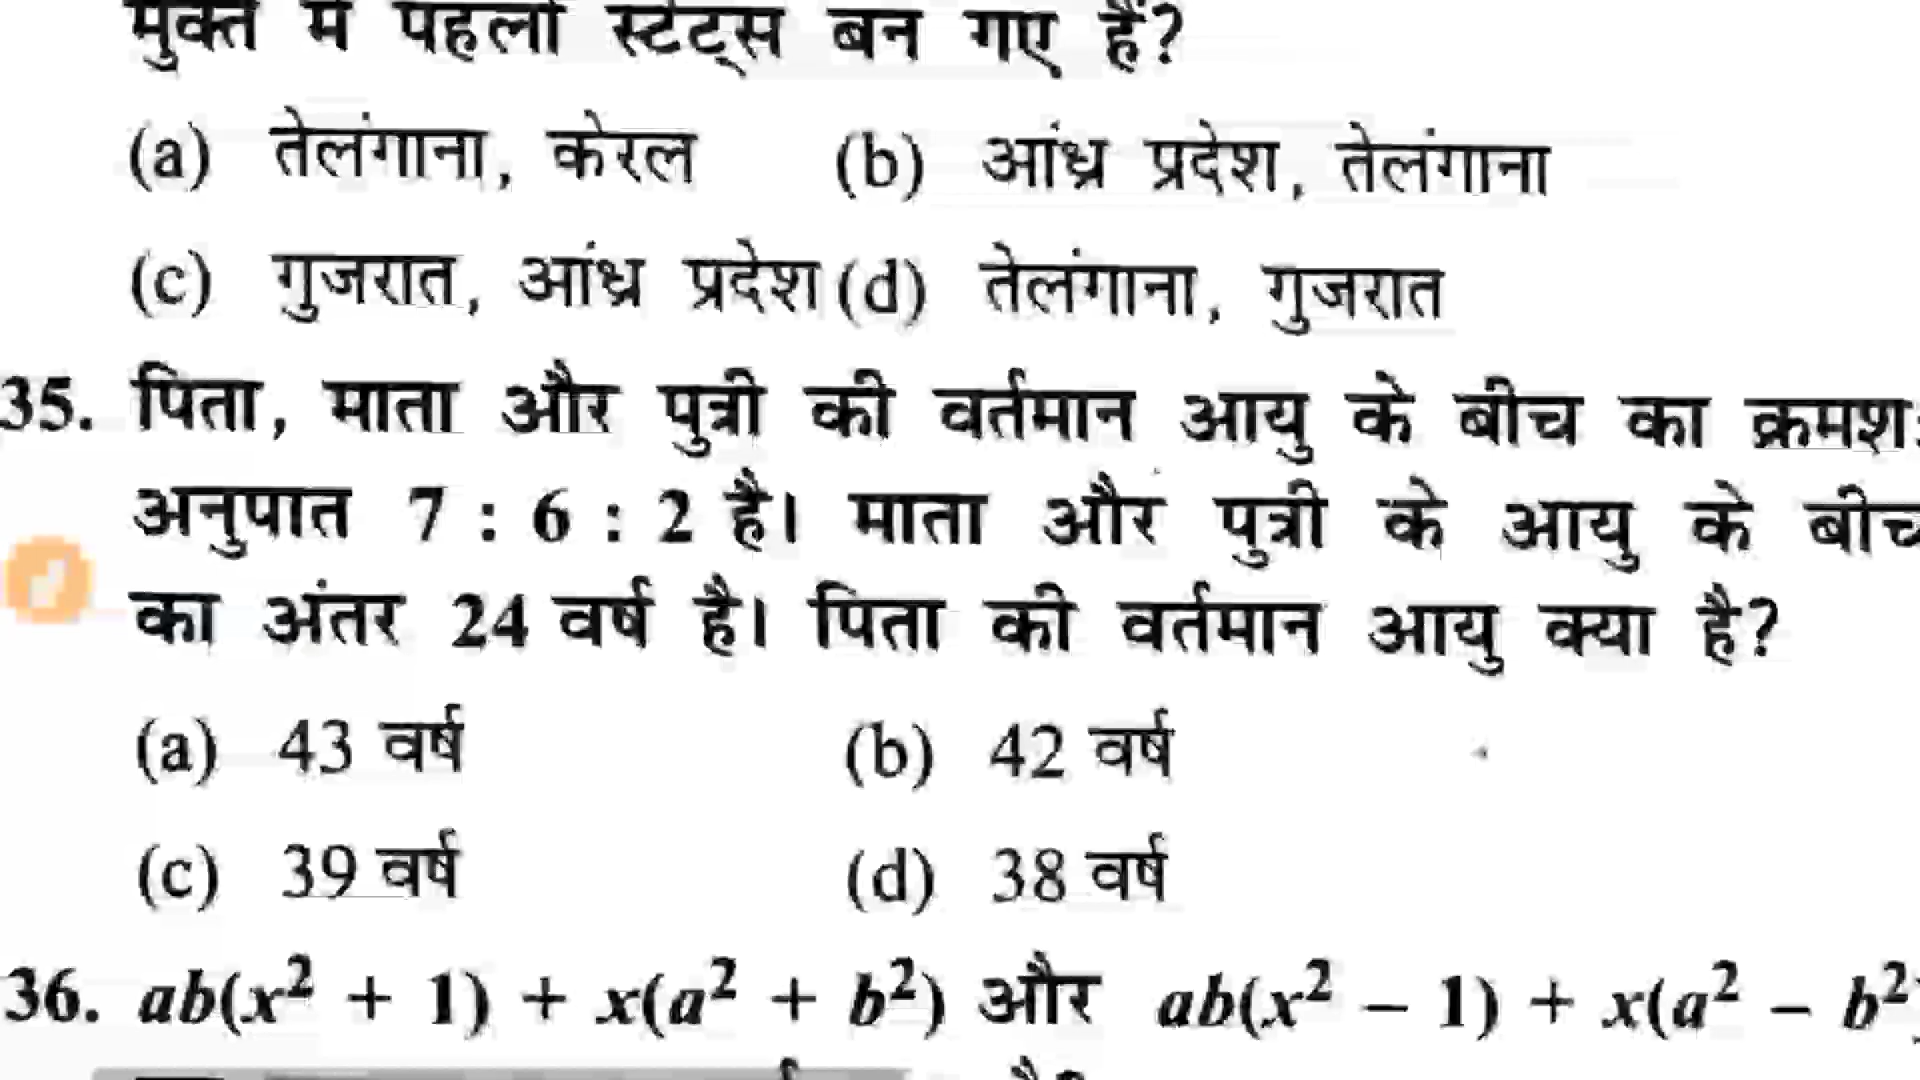 मुक्त में पहला स्टेट्स बन गए हैं?
(a) तेलंगाना, केरल (b) आंध्र प्रदेश, तेलंगाना
(c) गुजरात, आंध्र प्रदेश (d) तेलंगाना, गुजरात
35. पिता, माता और पुत्री की वर्तमान आयु के बीच का क्रमशः
अनुपात 7 : 6 : 2 है। माता और पुत्री के आयु के बीच
का अंतर 24 वर्ष है। पिता की वर्तमान आयु क्या है?
(a) 43 वर्ष (b) 42 वर्ष
(c) 39 वर्ष (d) 38 वर्ष
36. ab(x² + 1) + x(a² + b²) और ab(x² − 1) + x(a² − b²)